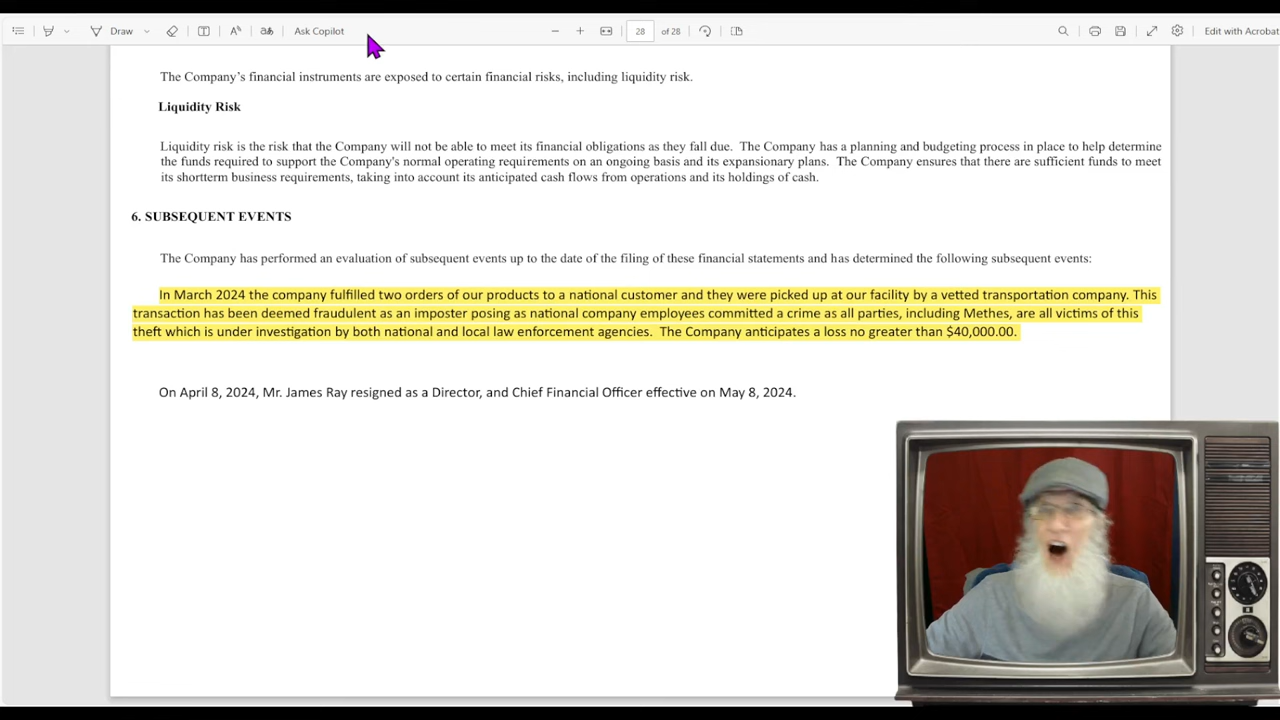 Draw
Ask Copilot
28 of 28
Edit with Acrobat
The Company's financial instruments are exposed to certain financial risks, including liquidity risk.
Liquidity Risk
Liquidity risk is the risk that the Company will not be able to meet its financial obligations as they fall due. The Company has a planning and budgeting process in place to help determine
the funds required to support the Company's normal operating requirements on an ongoing basis and its expansionary plans. The Company ensures that there are sufficient funds to meet
its shortterm business requirements, taking into account its anticipated cash flows from operations and its holdings of cash.
6. SUBSEQUENT EVENTS
The Company has performed an evaluation of subsequent events up to the date of the filing of these financial statements and has determined the following subsequent events:
In March 2024 the company fulfilled two orders of our products to a national customer and they were picked up at our facility by a vetted transportation company. This
transaction has been deemed fraudulent as an imposter posing as national company employees committed a crime as all parties, including Methes, are all victims of this
theft which is under investigation by both national and local law enforcement agencies. The Company anticipates a loss no greater than $40,000.00.
On April 8, 2024, Mr. James Ray resigned as a Director, and Chief Financial Officer effective on May 8, 2024.